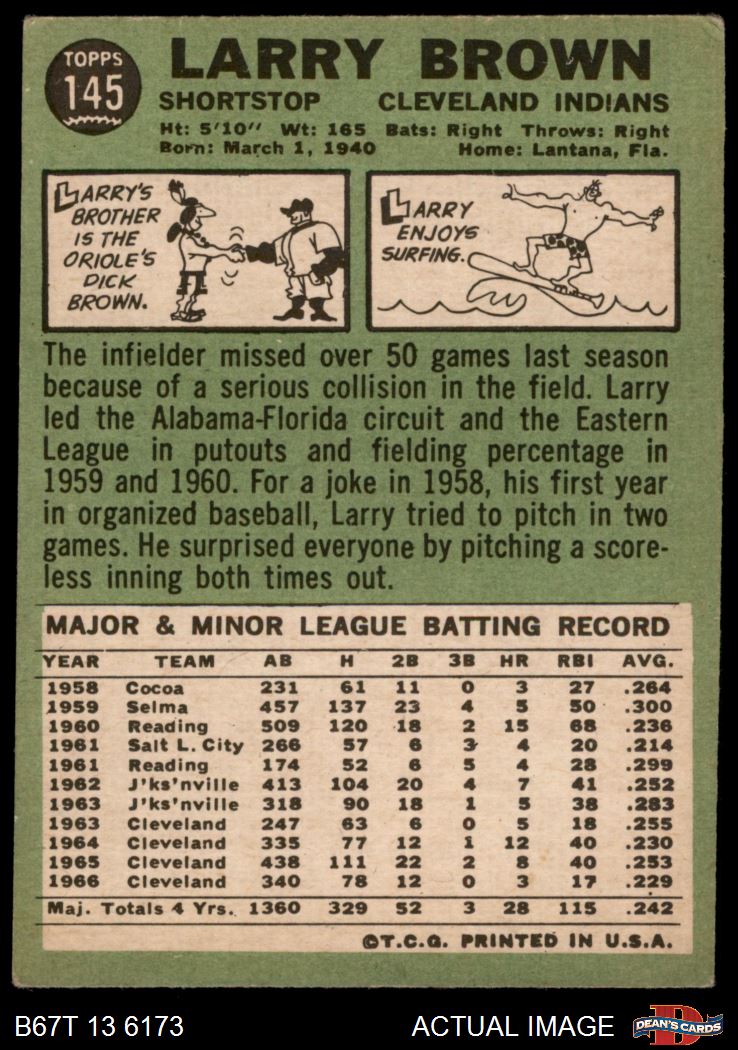 TOPPS
145
LARRY BROWN
SHORTSTOP CLEVELAND INDIANS
Ht: 5'10" Wt: 165 Bats: Right Throws: Right
Born: March 1, 1940 Home: Lantana, Fla.
LARRY'S
BROTHER
IS THE
ORIOLE'S
DICK
BROWN.
LARRY
ENJOYS
SURFING.
The infielder missed over 50 games last season
because of a serious collision in the field. Larry
led the Alabama-Florida circuit and the Eastern
League in putouts and fielding percentage in
1959 and 1960. For a joke in 1958, his first year
in organized baseball, Larry tried to pitch in two
games. He surprised everyone by pitching a score-
less inning both times out.
MAJOR & MINOR LEAGUE BATTING RECORD
YEAR TEAM AB H 2B 3B HR RBI AVG.
1958 Cocoa 231 61 11 0 3 27 .264
1959 Selma 457 137 23 4 5 50 .300
1960 Reading 509 120 18 2 15 68 .236
1961 Salt L. City 266 57 6 3 4 20 .214
1961 Reading 174 52 6 5 4 28 .299
1962 J'ks'nville 413 104 20 4 7 41 .252
1963 J'ks'nville 318 90 18 1 5 38 .283
1963 Cleveland 247 63 6 0 5 18 .255
1964 Cleveland 335 77 12 1 12 40 .230
1965 Cleveland 438 111 22 2 8 40 .253
1966 Cleveland 340 78 12 0 3 17 .229
Maj. Totals 4 Yrs. 1360 329 52 3 28 115 .242
©T.C.G. PRINTED IN U.S.A.
B67T 13 6173 ACTUAL IMAGE
DEAN'S CARDS